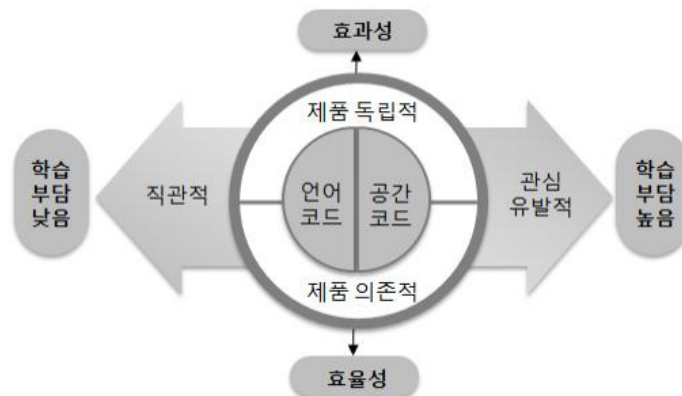 효과성
제품 독립적
학습
부담
낮음
직관적
언어
코드
공간
코드
관심
유발적
학습
부담
높음
제품 의존적
효율성